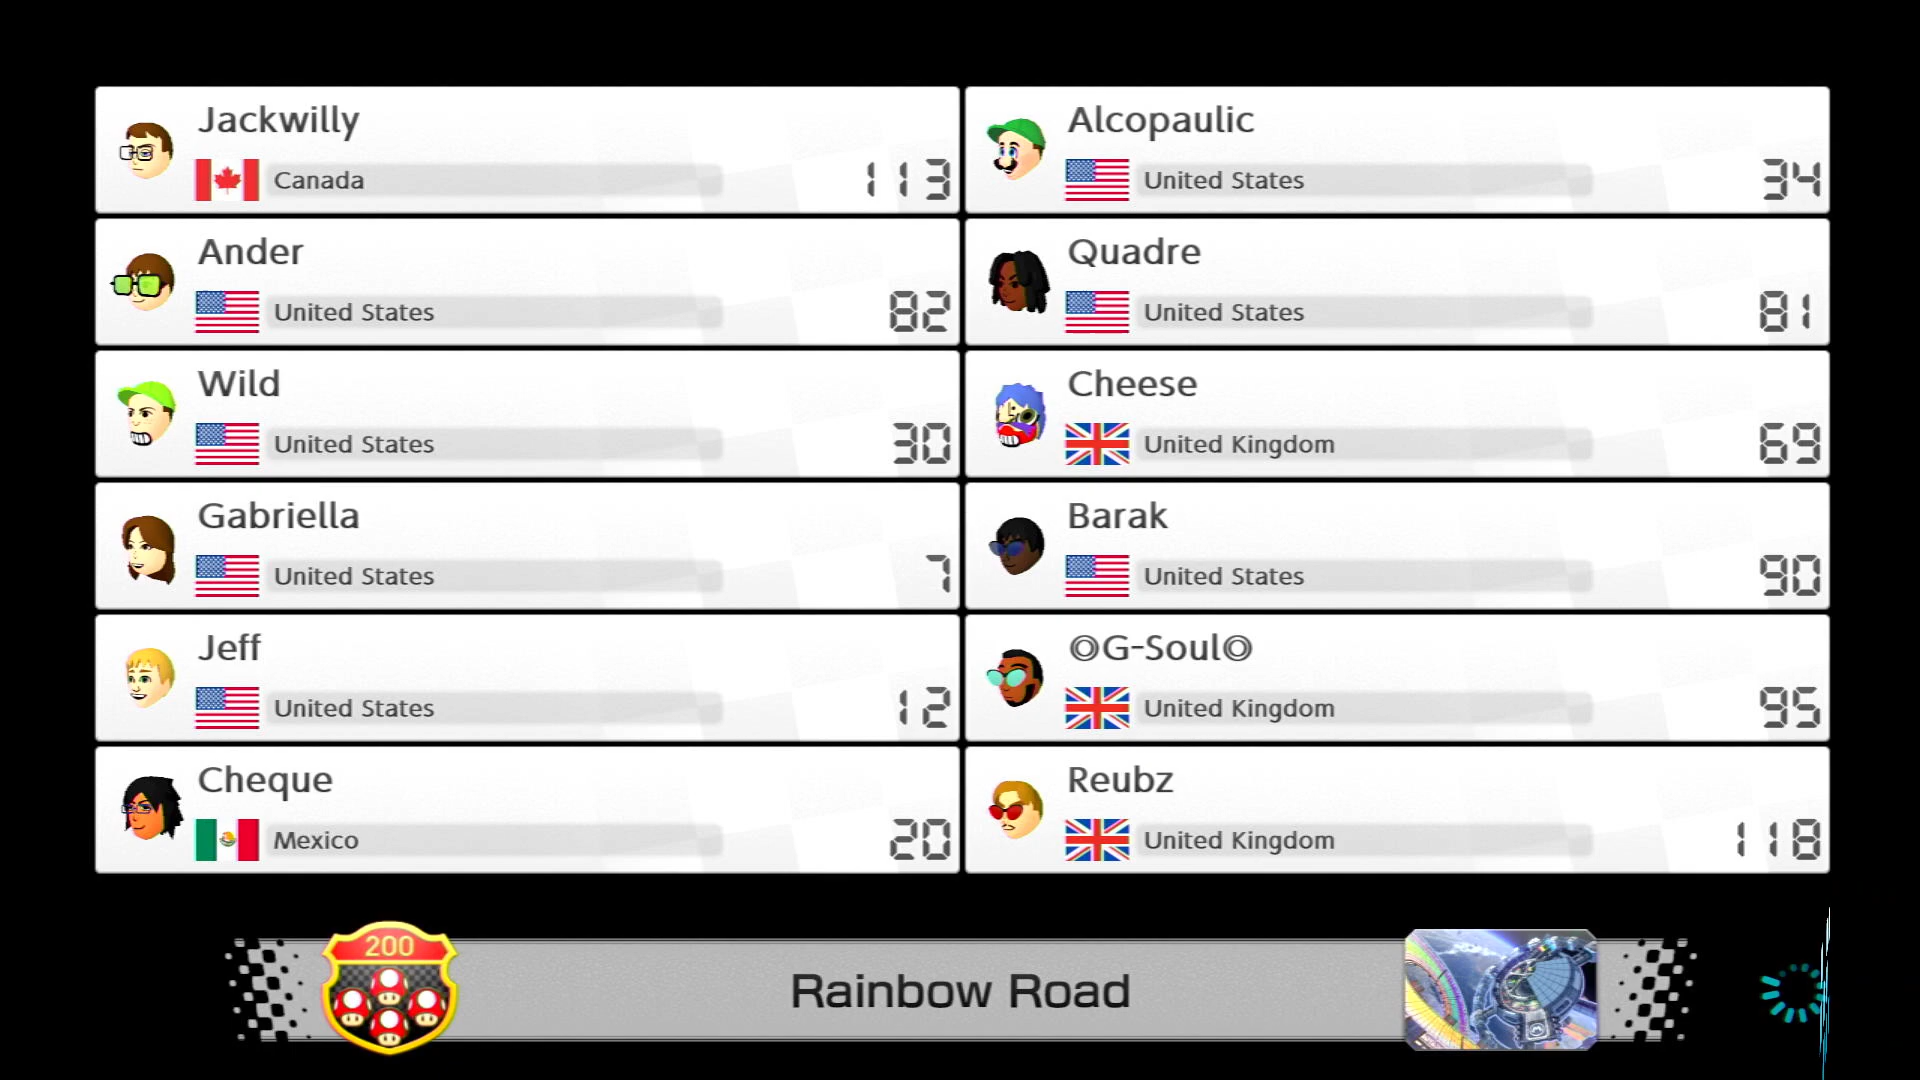 Jackwilly
Canada 113
Ander
United States 82
Wild
United States 30
Gabriella
United States 7
Jeff
United States 12
Cheque
Mexico 20
Alcopaulic
United States 34
Quadre
United States 81
Cheese
United Kingdom 69
Barak
United States 90
◎G-Soul◎
United Kingdom 95
Reubz
United Kingdom 118
200
Rainbow Road